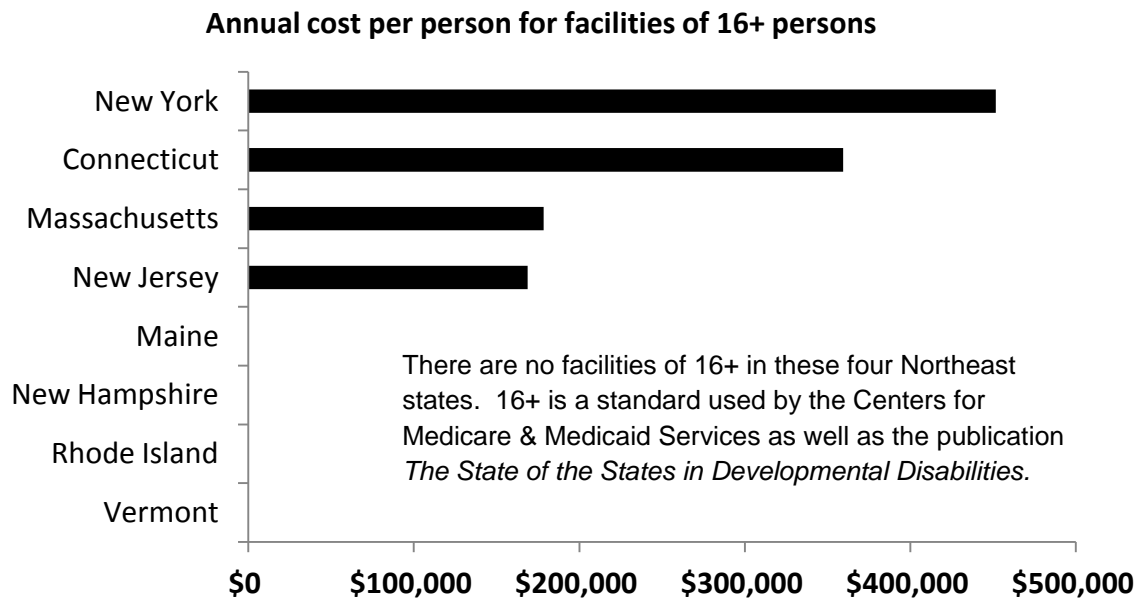 Annual cost per person for facilities of 16+ persons
New York
Connecticut
Massachusetts
New Jersey
Maine
New Hampshire
Rhode Island
Vermont
There are no facilities of 16+ in these four Northeast
states.  16+ is a standard used by the Centers for
Medicare & Medicaid Services as well as the publication
The State of the States in Developmental Disabilities.
$0 $100,000 $200,000 $300,000 $400,000 $500,000